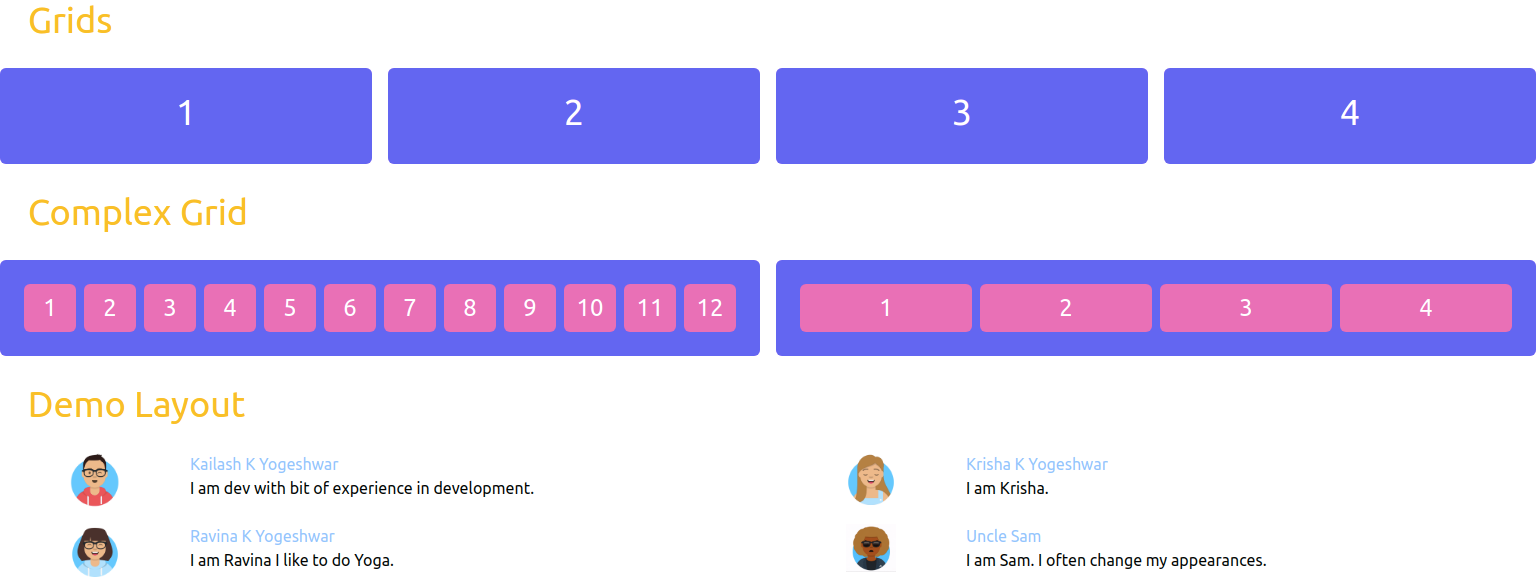 Grids
1 2 3 4
Complex Grid
1 2 3 4 5 6 7 8 9 10 11 12 1 2 3 4
Demo Layout
Kailash K Yogeshwar
I am dev with bit of experience in development.
Krisha K Yogeshwar
I am Krisha.
Ravina K Yogeshwar
I am Ravina I like to do Yoga.
Uncle Sam
I am Sam. I often change my appearances.